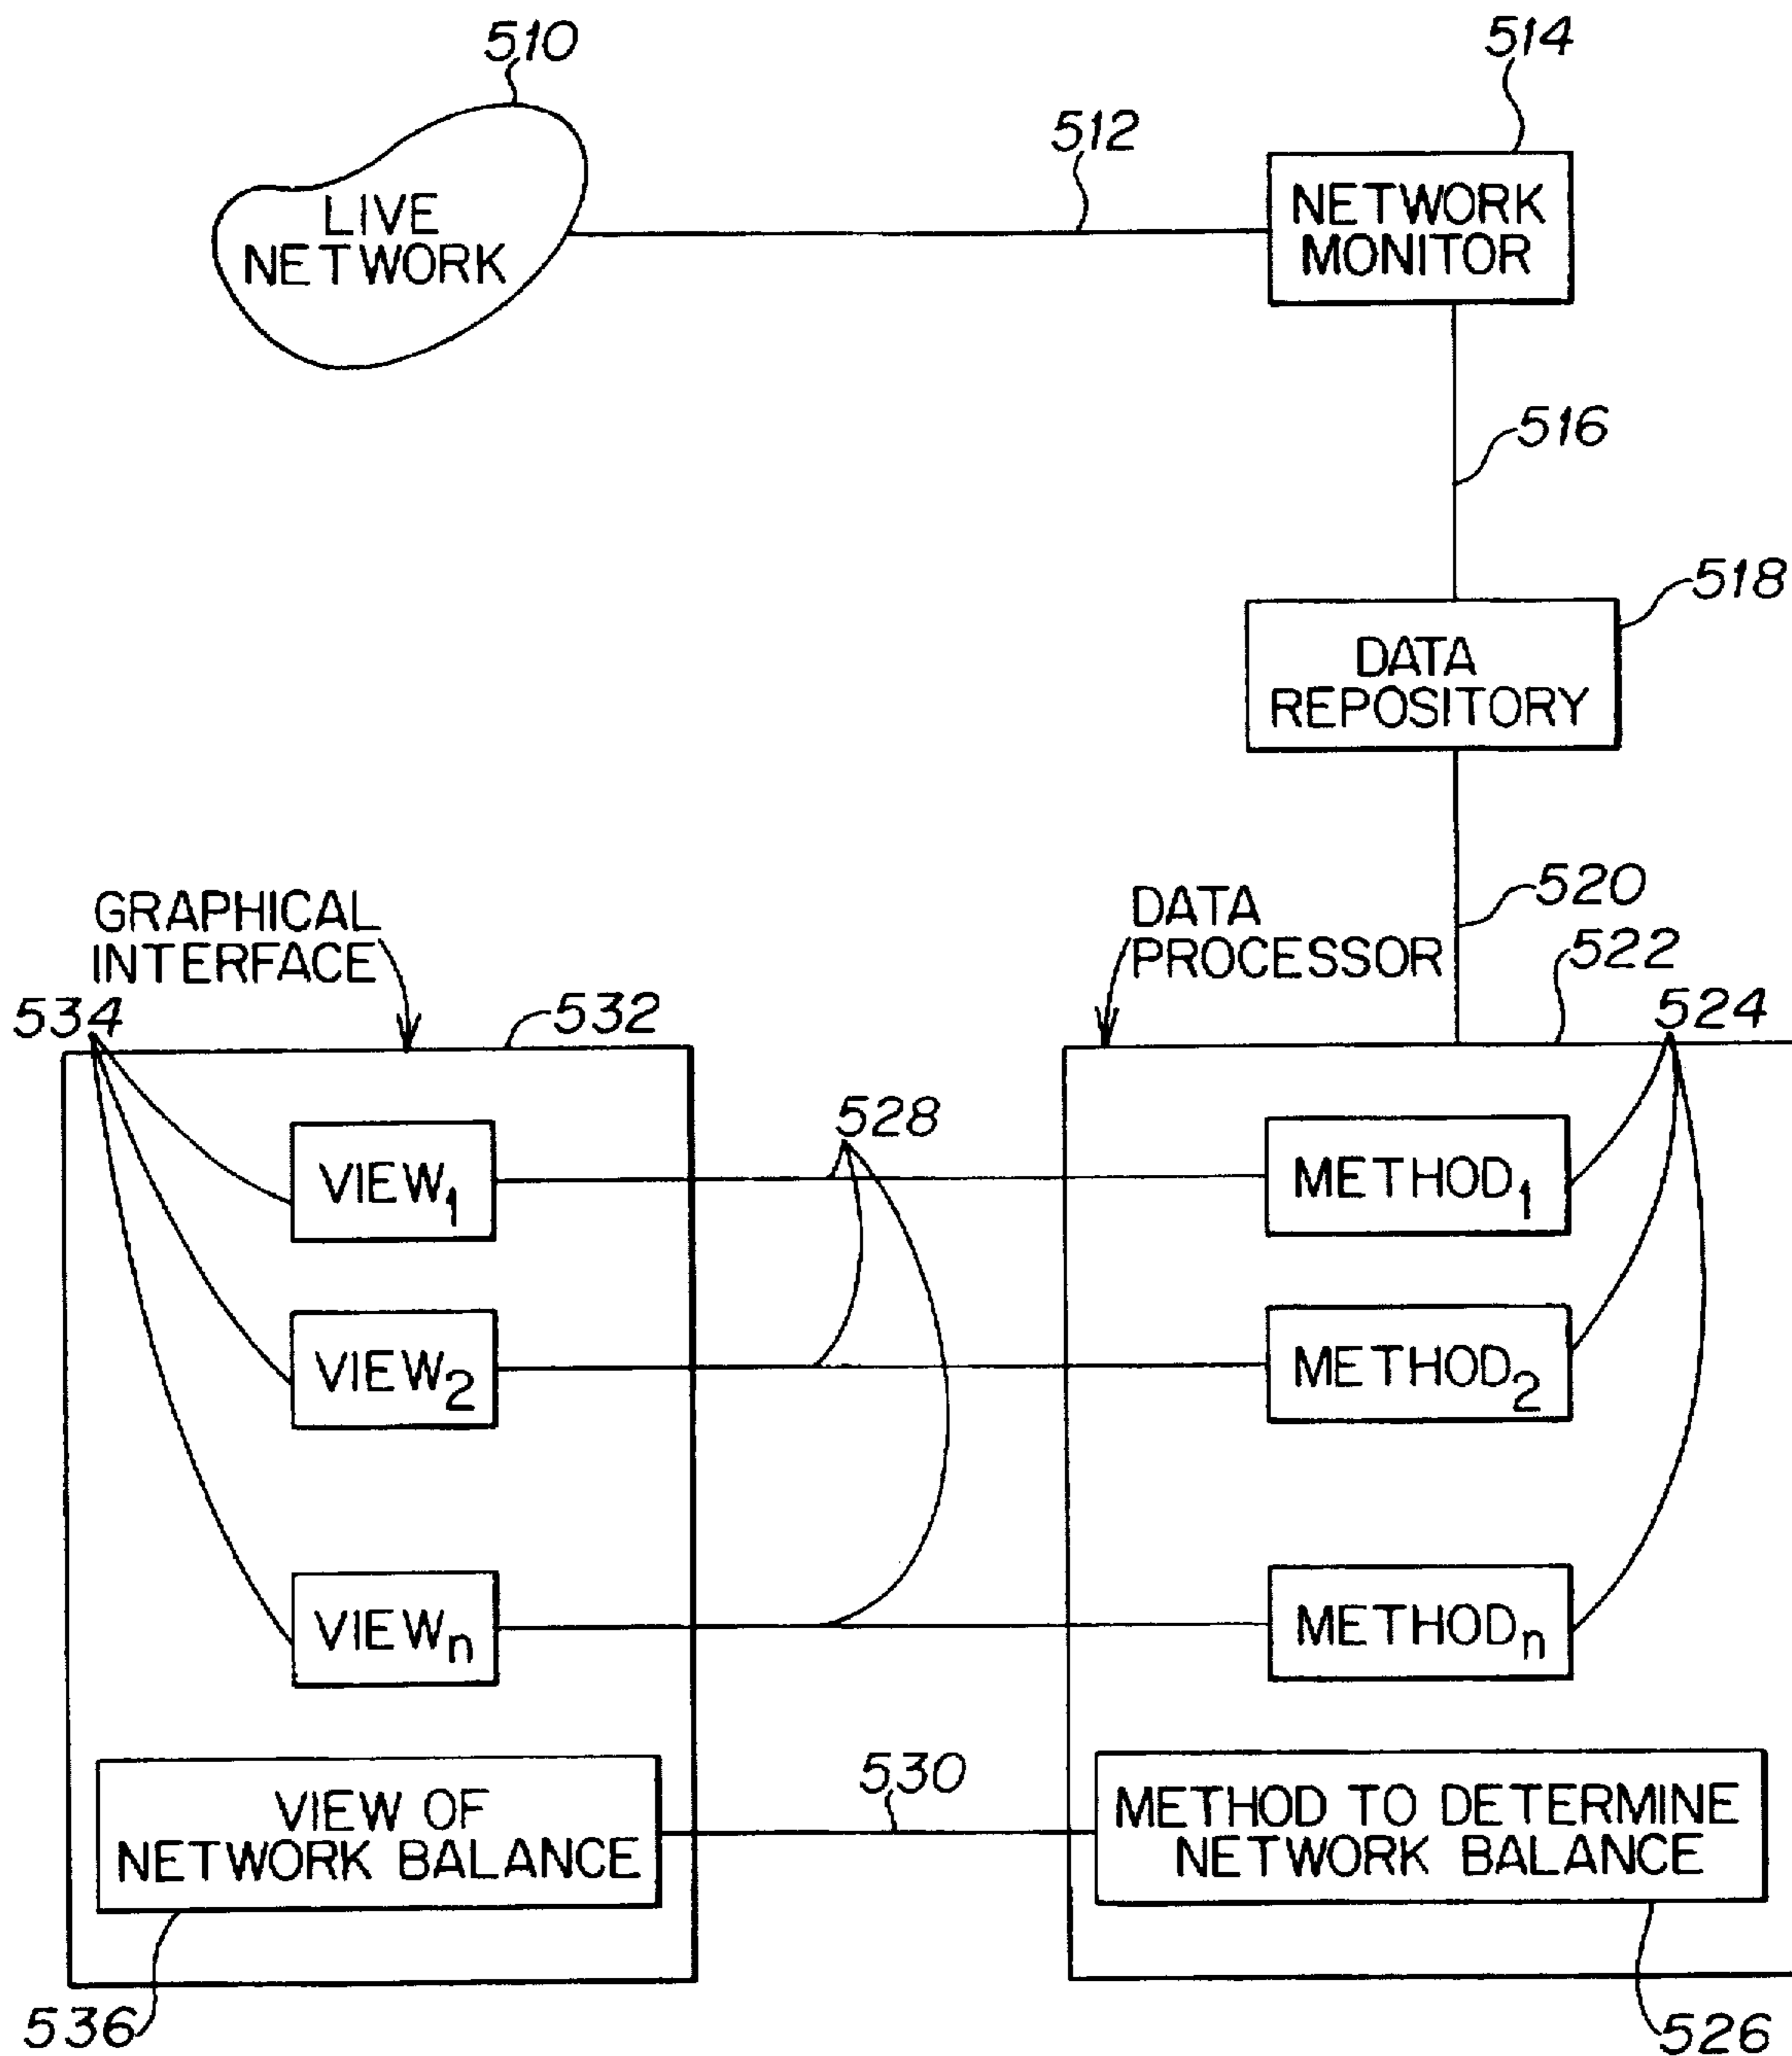 510
514
512
LIVE
NETWORK
NETWORK
MONITOR
516
518
DATA
REPOSITORY
520
GRAPHICAL
INTERFACE
DATA
PROCESSOR
522
534
532
524
528
VIEW1
METHOD1
VIEW2
METHOD2
VIEWn
METHODn
530
VIEW OF
NETWORK BALANCE
METHOD TO DETERMINE
NETWORK BALANCE
536
526